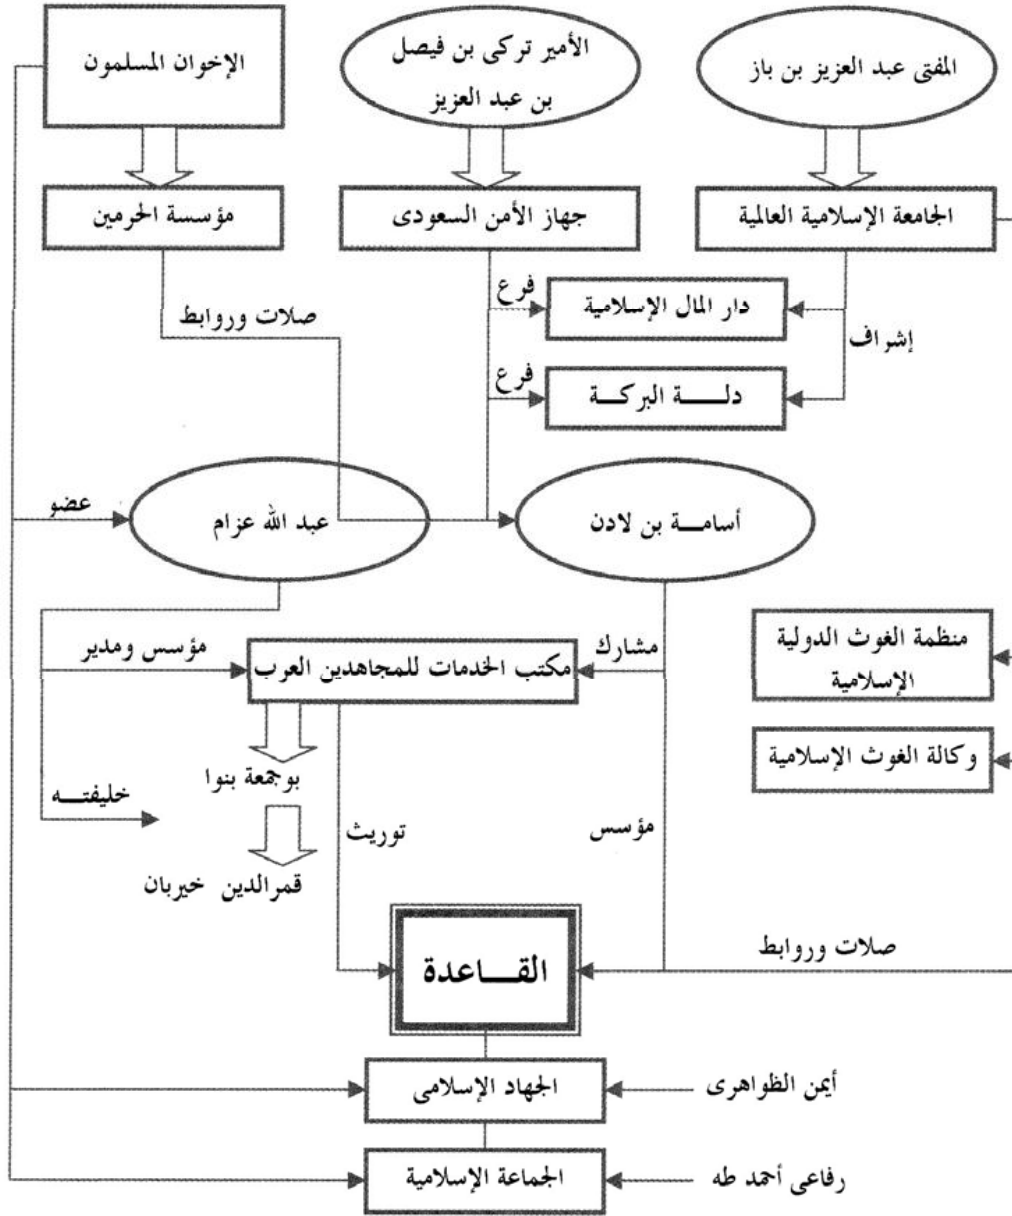 المفتى عبد العزيز بن باز
الأمير تركى بن فيصل
بن عبد العزيز
الإخوان المسلمون
الجامعة الإسلامية العالمية
جهاز الأمن السعودى
مؤسسة الحرمين
فرع
دار المال الإسلامية
صلات وروابط
إشراف
فرع
دلــة البركــة
أسامــة بن لادن
عبد الله عزام
عضو
منظمة الغوث الدولية
الإسلامية
مشارك
مكتب الخدمات للمجاهدين العرب
مؤسس ومدير
وكالة الغوث الإسلامية
بوجمعة بنوا
خليفتــه
مؤسس
توريث
قمرالدين خيربان
صلات وروابط
القــاعدة
أيمن الظواهرى
الجهاد الإسلامى
رفاعى أحمد طه
الجماعة الإسلامية